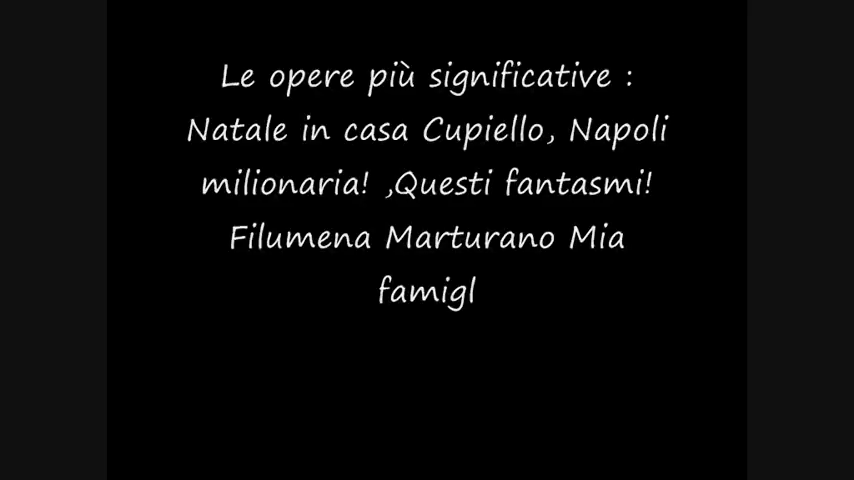 Le opere più significative :
Natale in casa Cupiello, Napoli
milionaria! ,Questi fantasmi!
Filumena Marturano Mia
famigl